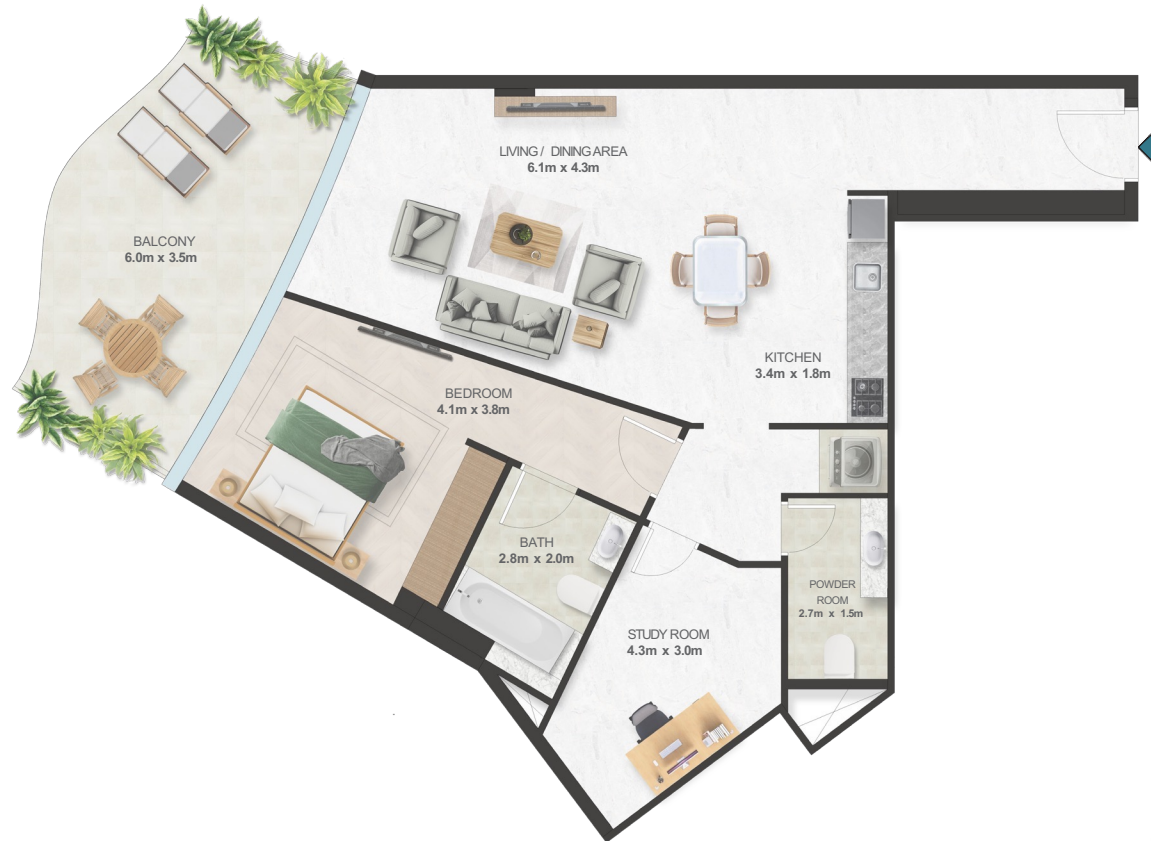 LIVING / DINING AREA
6.1m x 4.3m
BALCONY
6.0m x 3.5m
KITCHEN
3.4m x 1.8m
BEDROOM
4.1m x 3.8m
BATH
2.8m x 2.0m
POWDER
ROOM
2.7m x 1.5m
STUDY ROOM
4.3m x 3.0m